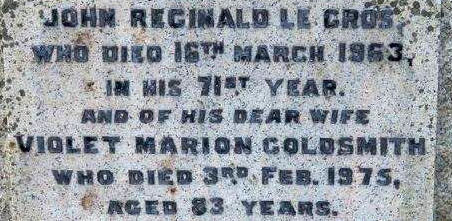 JOHN REGINALD LE GROS,
WHO DIED 16TH MARCH 1963,
IN HIS 71ST YEAR.
AND OF HIS DEAR WIFE
VIOLET MARION GOLDSMITH
WHO DIED 3RD FEB. 1975,
AGED 83 YEARS.